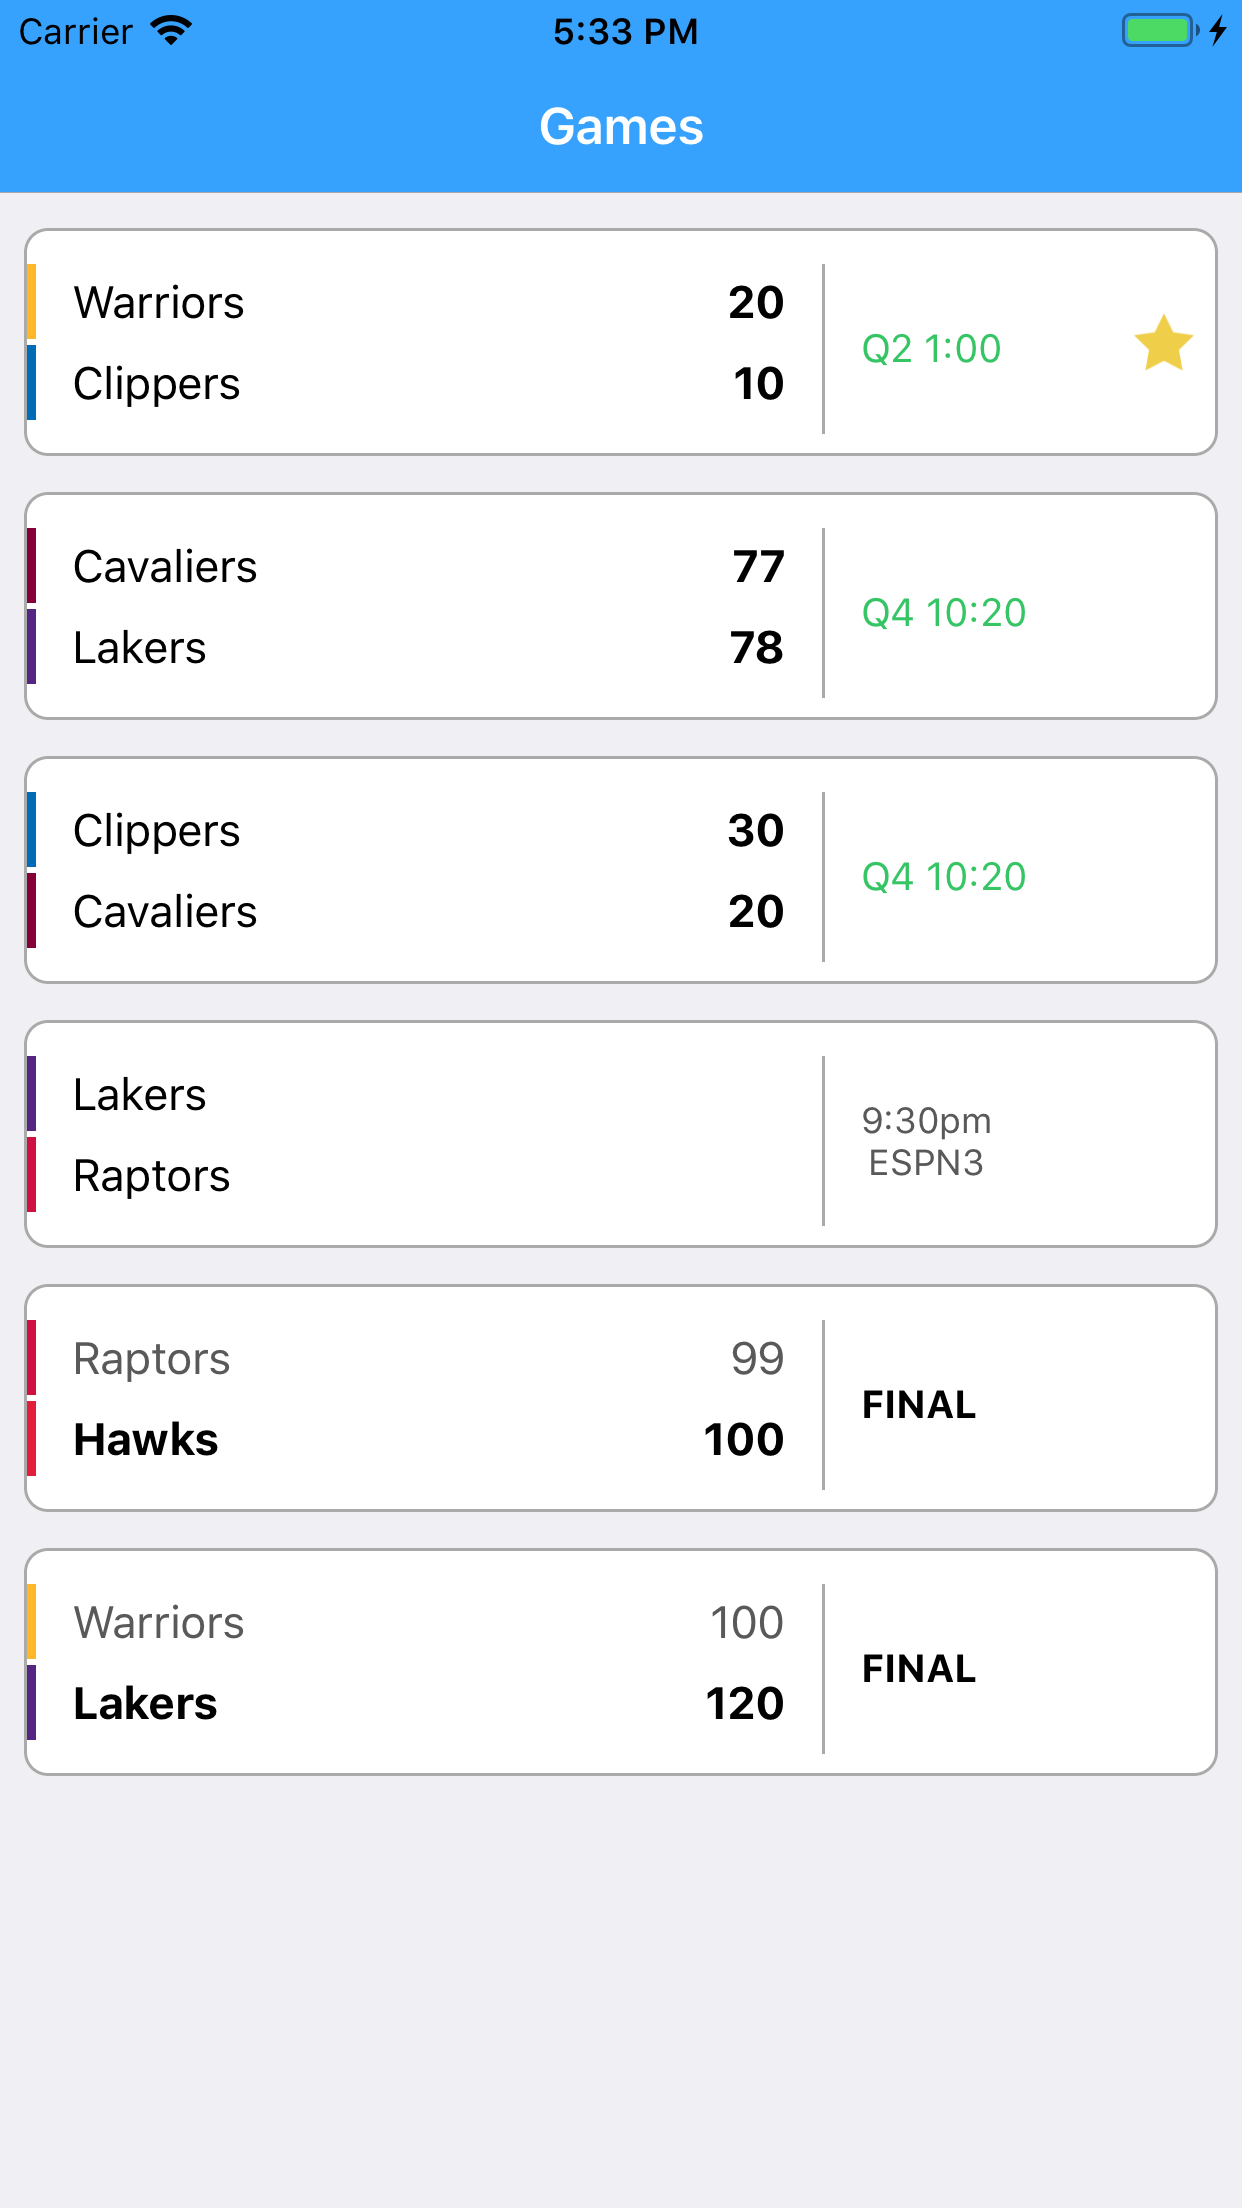 Carrier 5:33 PM
Games
Warriors 20
Clippers 10
Q2 1:00
Cavaliers 77
Lakers 78
Q4 10:20
Clippers 30
Cavaliers 20
Q4 10:20
Lakers
Raptors
9:30pm
ESPN3
Raptors 99
Hawks 100
FINAL
Warriors 100
Lakers 120
FINAL